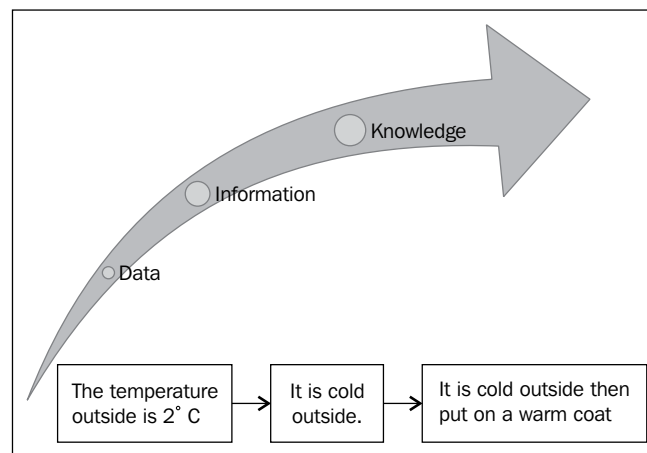 Knowledge
Information
Data
The temperature
outside is 2° C
It is cold
outside.
It is cold outside then
put on a warm coat